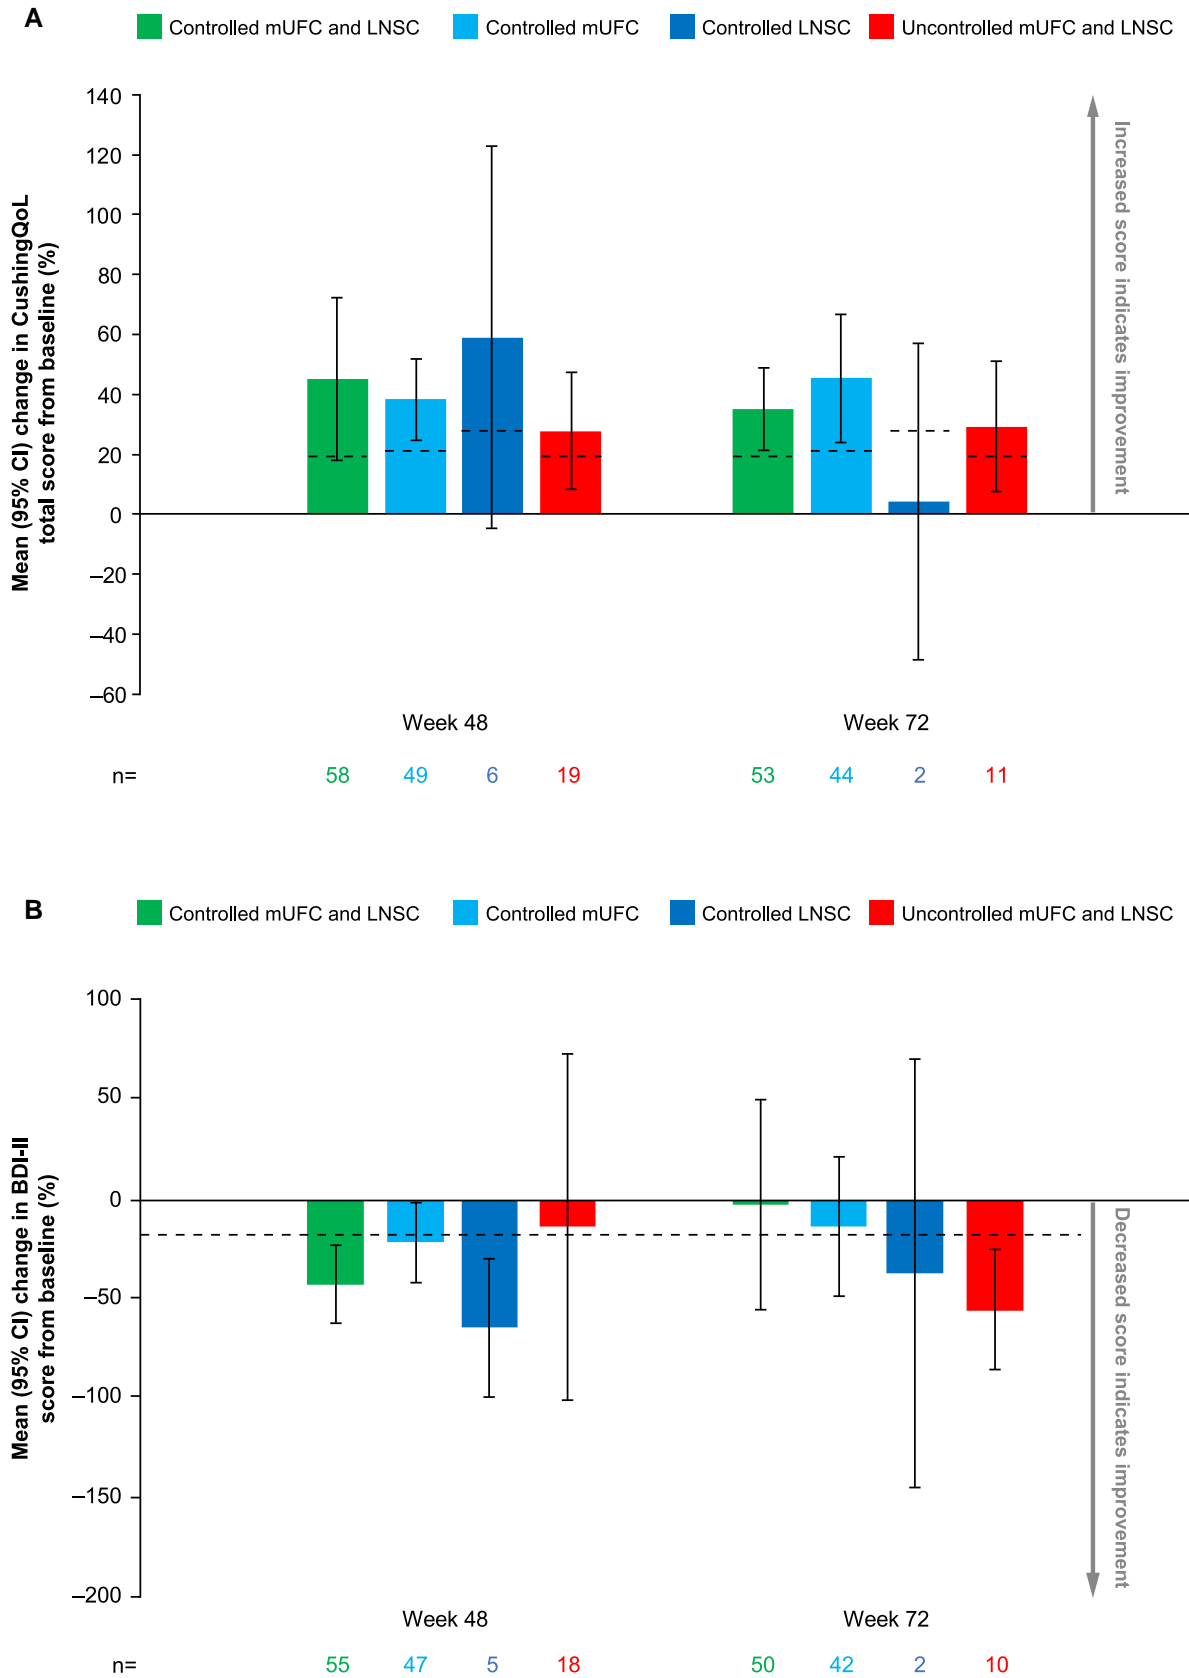 A
Controlled mUFC and LNSC Controlled mUFC Controlled LNSC Uncontrolled mUFC and LNSC
Mean (95% CI) change in CushingQoL
total score from baseline (%)
140
120
100
80
60
40
20
0
–20
–40
–60
Increased score indicates improvement
Week 48 Week 72
n= 58 49 6 19 53 44 2 11
B
Controlled mUFC and LNSC Controlled mUFC Controlled LNSC Uncontrolled mUFC and LNSC
Mean (95% CI) change in BDI-II
score from baseline (%)
100
50
0
–50
–100
–150
–200
Decreased score indicates improvement
Week 48 Week 72
n= 55 47 5 18 50 42 2 10